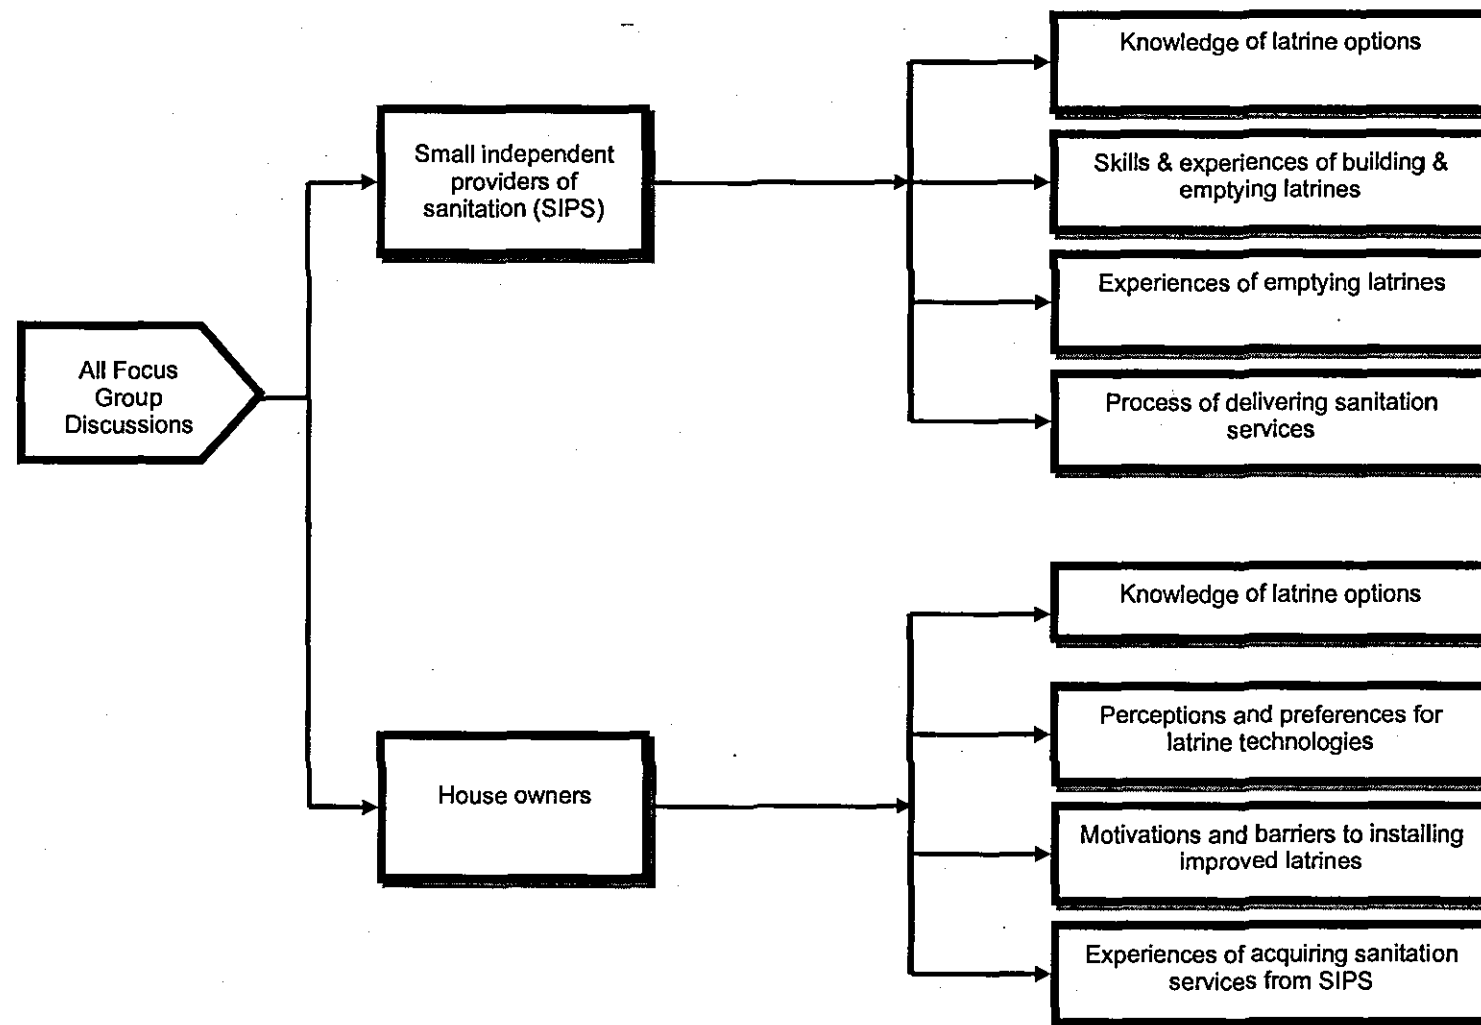 Knowledge of latrine options
Small independent
providers of
sanitation (SIPS)
Skills & experiences of building &
emptying latrines
Experiences of emptying latrines
All Focus
Group
Discussions
Process of delivering sanitation
services
Knowledge of latrine options
Perceptions and preferences for
latrine technologies
House owners
Motivations and barriers to installing
improved latrines
Experiences of acquiring sanitation
services from SIPS